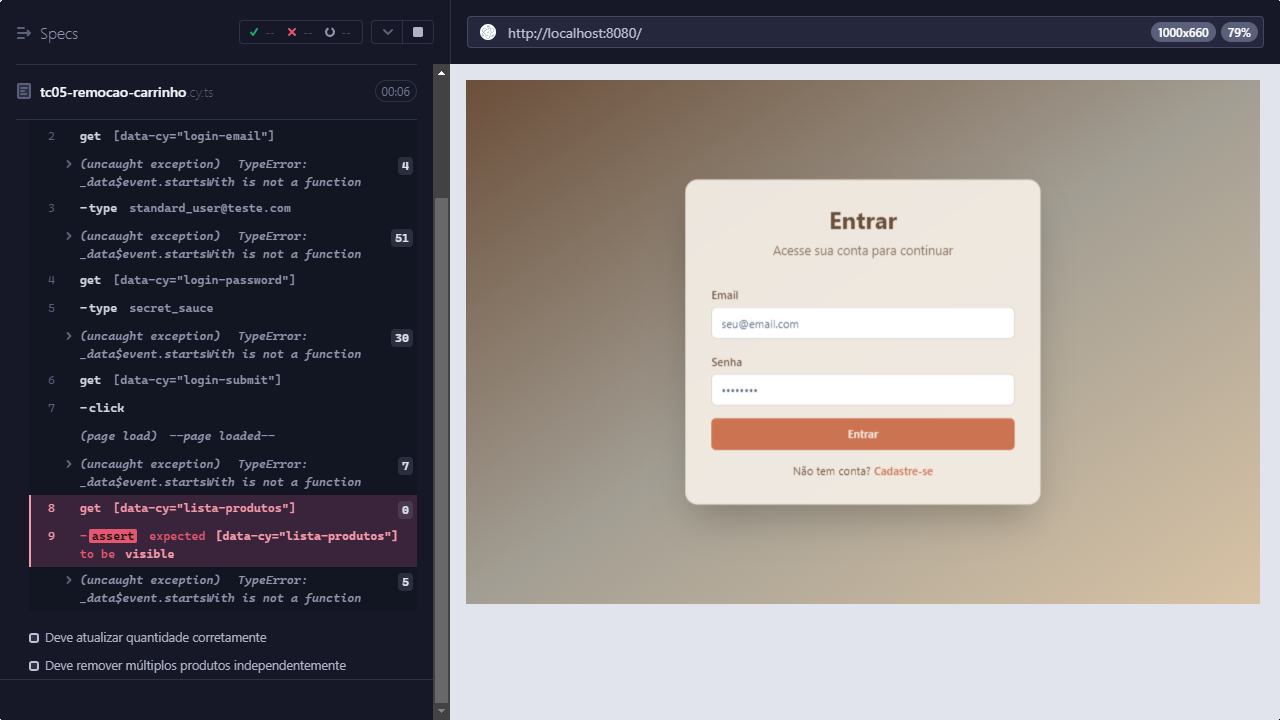 Specs
-- -- --
http://localhost:8080/
1000x660
79%
tc05-remocao-carrinho.cy.ts
00:06
2 get [data-cy="login-email"]
(uncaught exception) TypeError: 4
_data$event.startsWith is not a function
3 -type standard_user@teste.com
(uncaught exception) TypeError: 51
_data$event.startsWith is not a function
4 get [data-cy="login-password"]
5 -type secret_sauce
(uncaught exception) TypeError: 30
_data$event.startsWith is not a function
6 get [data-cy="login-submit"]
7 -click
(page load) --page loaded--
(uncaught exception) TypeError: 7
_data$event.startsWith is not a function
8 get [data-cy="lista-produtos"] 0
9 -assert expected [data-cy="lista-produtos"]
to be visible
(uncaught exception) TypeError: 5
_data$event.startsWith is not a function
Deve atualizar quantidade corretamente
Deve remover múltiplos produtos independentemente
Entrar
Acesse sua conta para continuar
Email
seu@email.com
Senha
••••••••
Entrar
Não tem conta? Cadastre-se